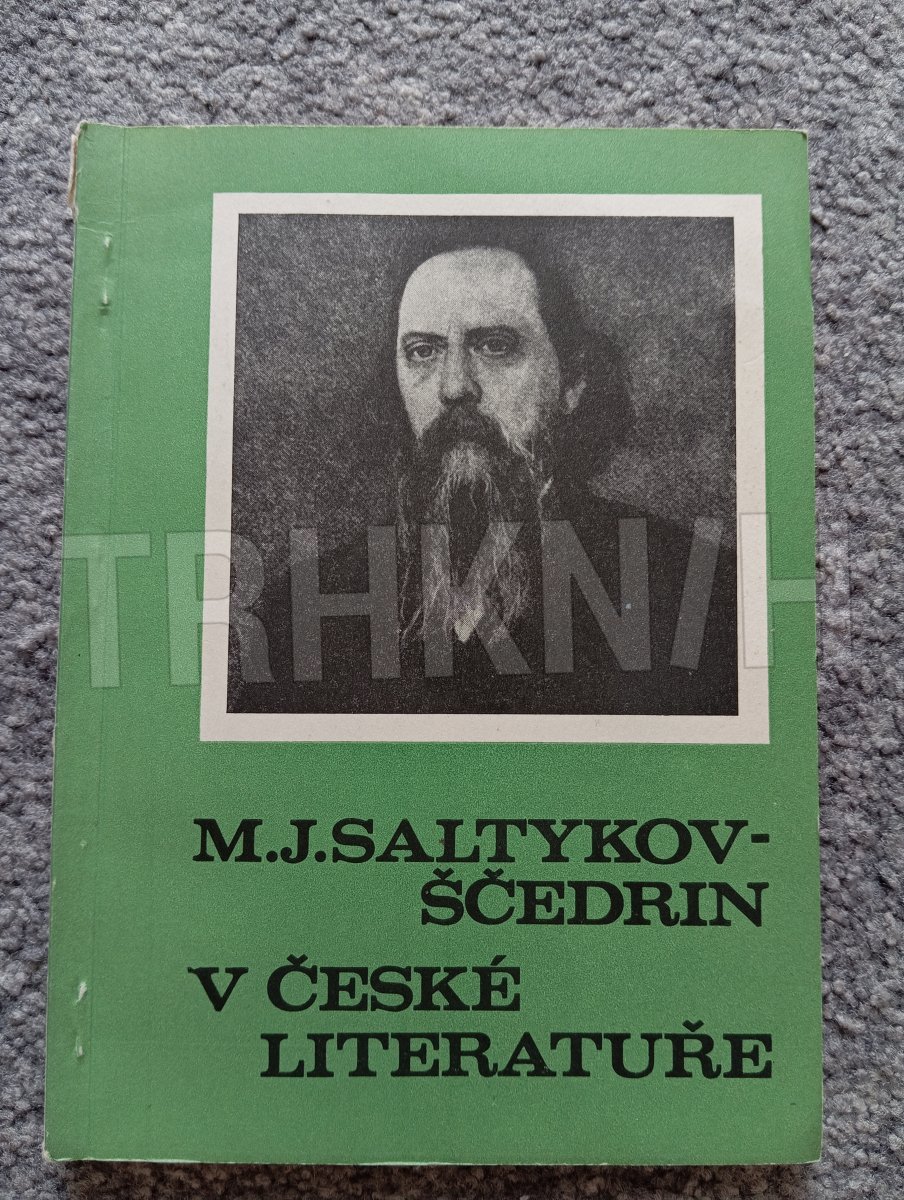 TRHKNIH
M.J.SALTYKOV-
ŠČEDRIN
V ČESKÉ
LITERATUŘE